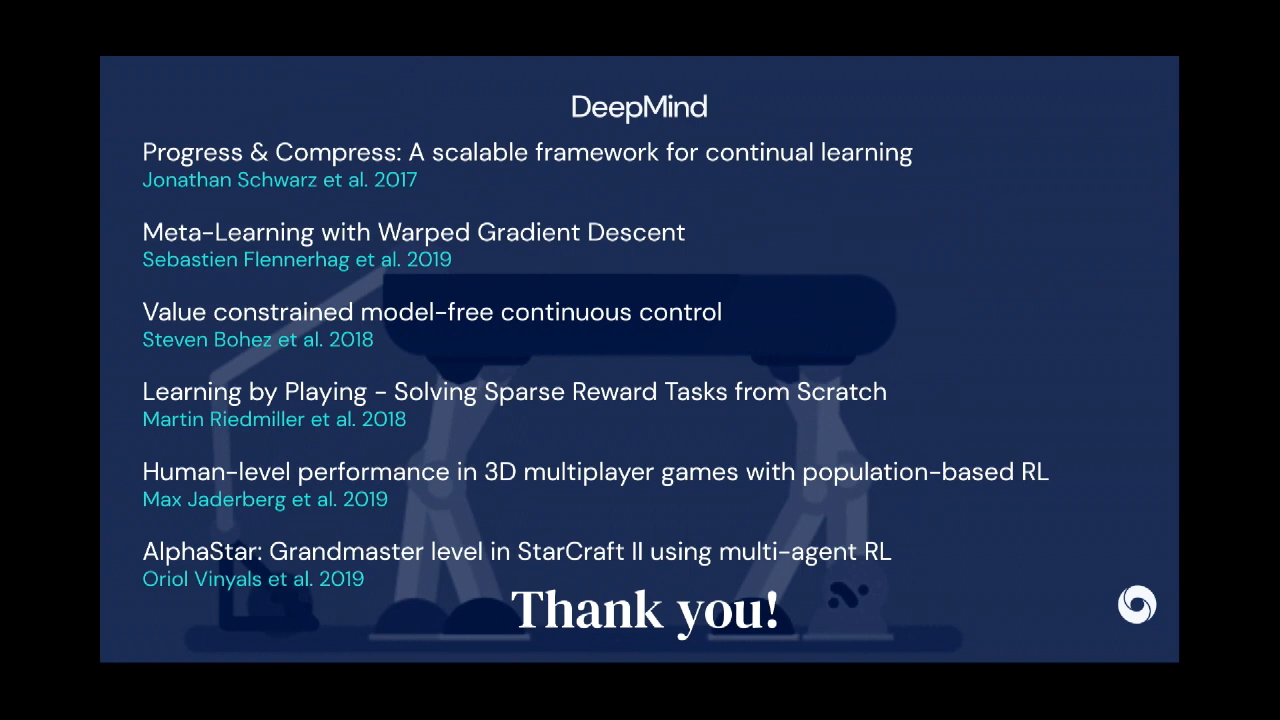 DeepMind
Progress & Compress: A scalable framework for continual learning
Jonathan Schwarz et al. 2017
Meta-Learning with Warped Gradient Descent
Sebastien Flennerhag et al. 2019
Value constrained model-free continuous control
Steven Bohez et al. 2018
Learning by Playing - Solving Sparse Reward Tasks from Scratch
Martin Riedmiller et al. 2018
Human-level performance in 3D multiplayer games with population-based RL
Max Jaderberg et al. 2019
AlphaStar: Grandmaster level in StarCraft II using multi-agent RL
Oriol Vinyals et al. 2019
Thank you!